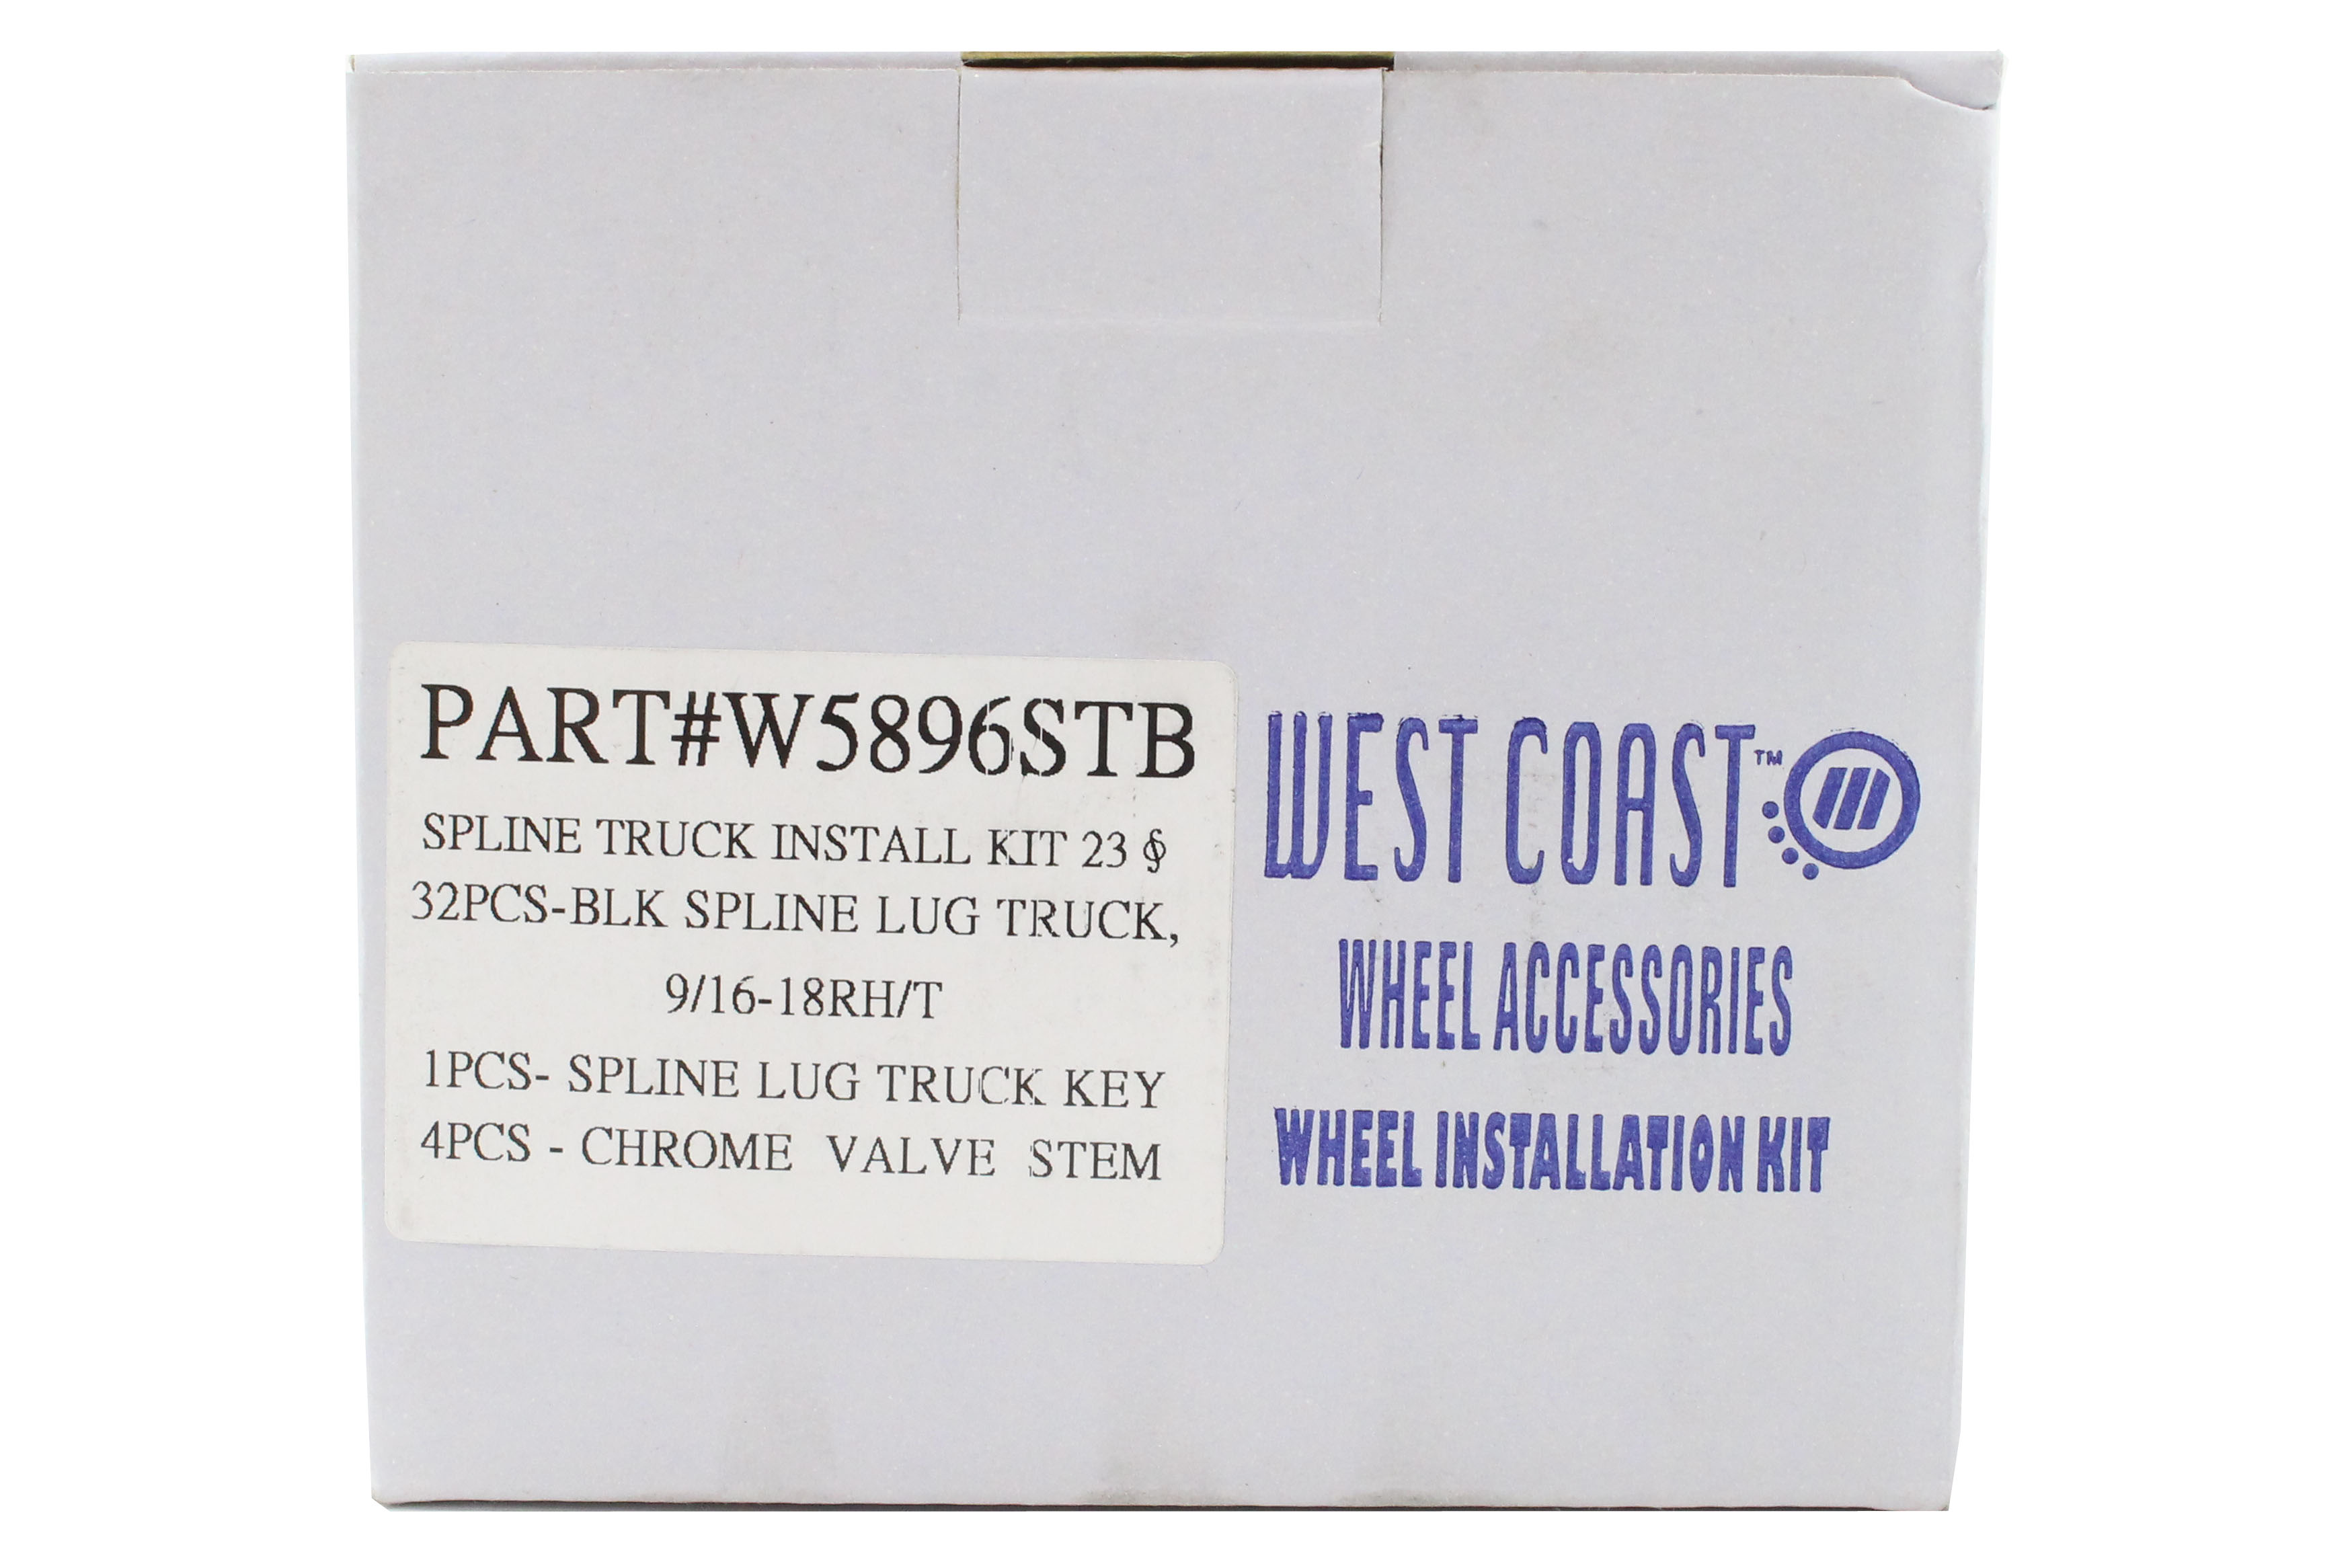 PART#W5896STB
SPLINE TRUCK INSTALL KIT 23 ∮
32PCS-BLK SPLINE LUG TRUCK,
9/16-18RH/T
1PCS- SPLINE LUG TRUCK KEY
4PCS - CHROME VALVE STEM
WEST COAST™
WHEEL ACCESSORIES
WHEEL INSTALLATION KIT